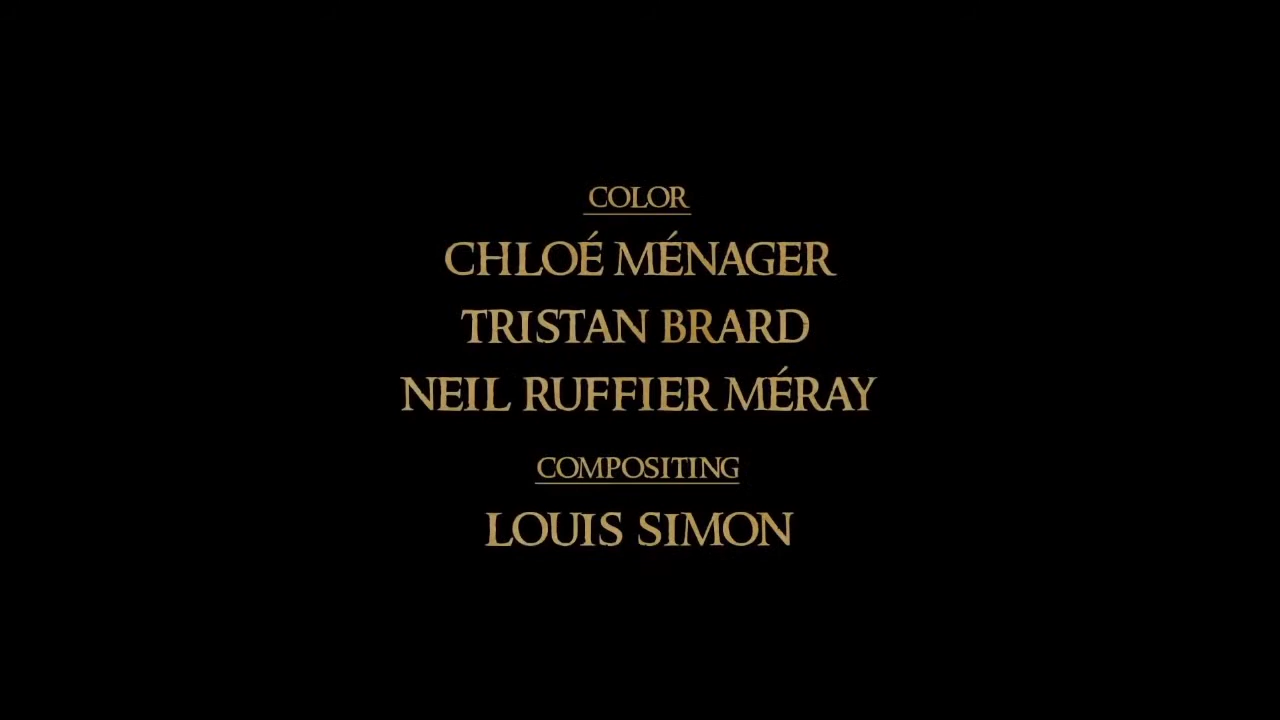 COLOR
CHLOÉ MÉNAGER
TRISTAN BRARD
NEIL RUFFIER MÉRAY
COMPOSITING
LOUIS SIMON